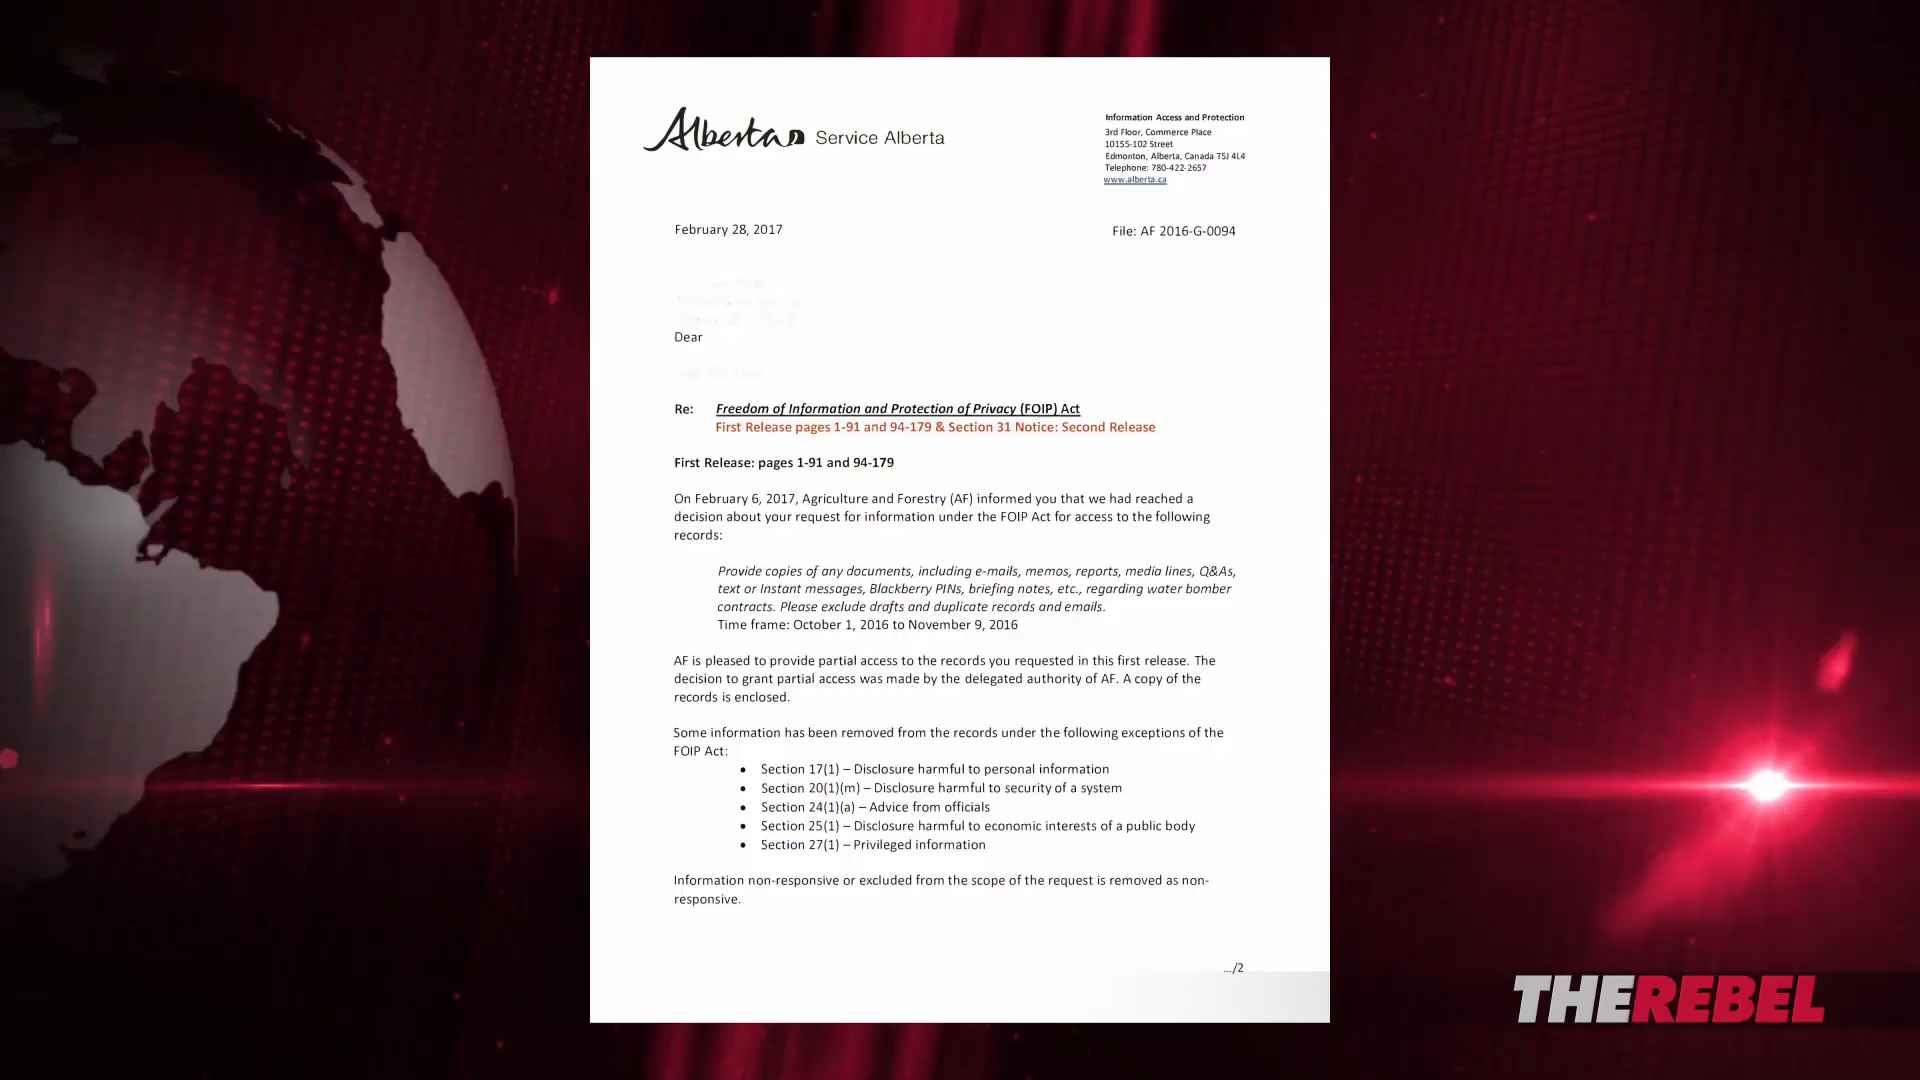 Alberta Service Alberta
Information Access and Protection
3rd Floor, Commerce Place
10155-102 Street
Edmonton, Alberta, Canada T5J 4L4
Telephone: 780-422-2657
www.alberta.ca
February 28, 2017
File: AF 2016-G-0094
Dear
Re: Freedom of Information and Protection of Privacy (FOIP) Act
First Release pages 1-91 and 94-179 & Section 31 Notice: Second Release
First Release: pages 1-91 and 94-179
On February 6, 2017, Agriculture and Forestry (AF) informed you that we had reached a
decision about your request for information under the FOIP Act for access to the following
records:
Provide copies of any documents, including e-mails, memos, reports, media lines, Q&As,
text or Instant messages, Blackberry PINs, briefing notes, etc., regarding water bomber
contracts. Please exclude drafts and duplicate records and emails.
Time frame: October 1, 2016 to November 9, 2016
AF is pleased to provide partial access to the records you requested in this first release. The
decision to grant partial access was made by the delegated authority of AF. A copy of the
records is enclosed.
Some information has been removed from the records under the following exceptions of the
FOIP Act:
• Section 17(1) – Disclosure harmful to personal information
• Section 20(1)(m) – Disclosure harmful to security of a system
• Section 24(1)(a) – Advice from officials
• Section 25(1) – Disclosure harmful to economic interests of a public body
• Section 27(1) – Privileged information
Information non-responsive or excluded from the scope of the request is removed as non-
responsive.
.../2
THEREBEL